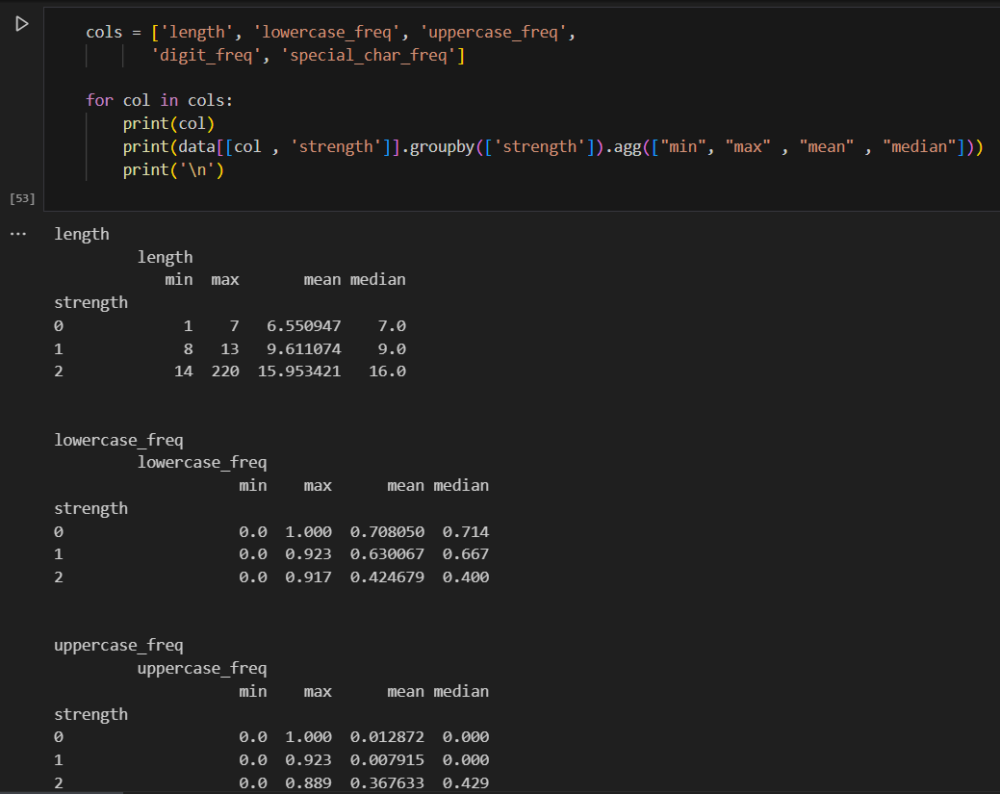 cols = ['length', 'lowercase_freq', 'uppercase_freq',
'digit_freq', 'special_char_freq']
for col in cols:
print(col)
print(data[[col , 'strength']].groupby(['strength']).agg(["min", "max" , "mean" , "median"]))
print('\n')
[53]
... length
length
min max mean median
strength
0 1 7 6.550947 7.0
1 8 13 9.611074 9.0
2 14 220 15.953421 16.0
lowercase_freq
lowercase_freq
min max mean median
strength
0 0.0 1.000 0.708050 0.714
1 0.0 0.923 0.630067 0.667
2 0.0 0.917 0.424679 0.400
uppercase_freq
uppercase_freq
min max mean median
strength
0 0.0 1.000 0.012872 0.000
1 0.0 0.923 0.007915 0.000
2 0.0 0.889 0.367633 0.429